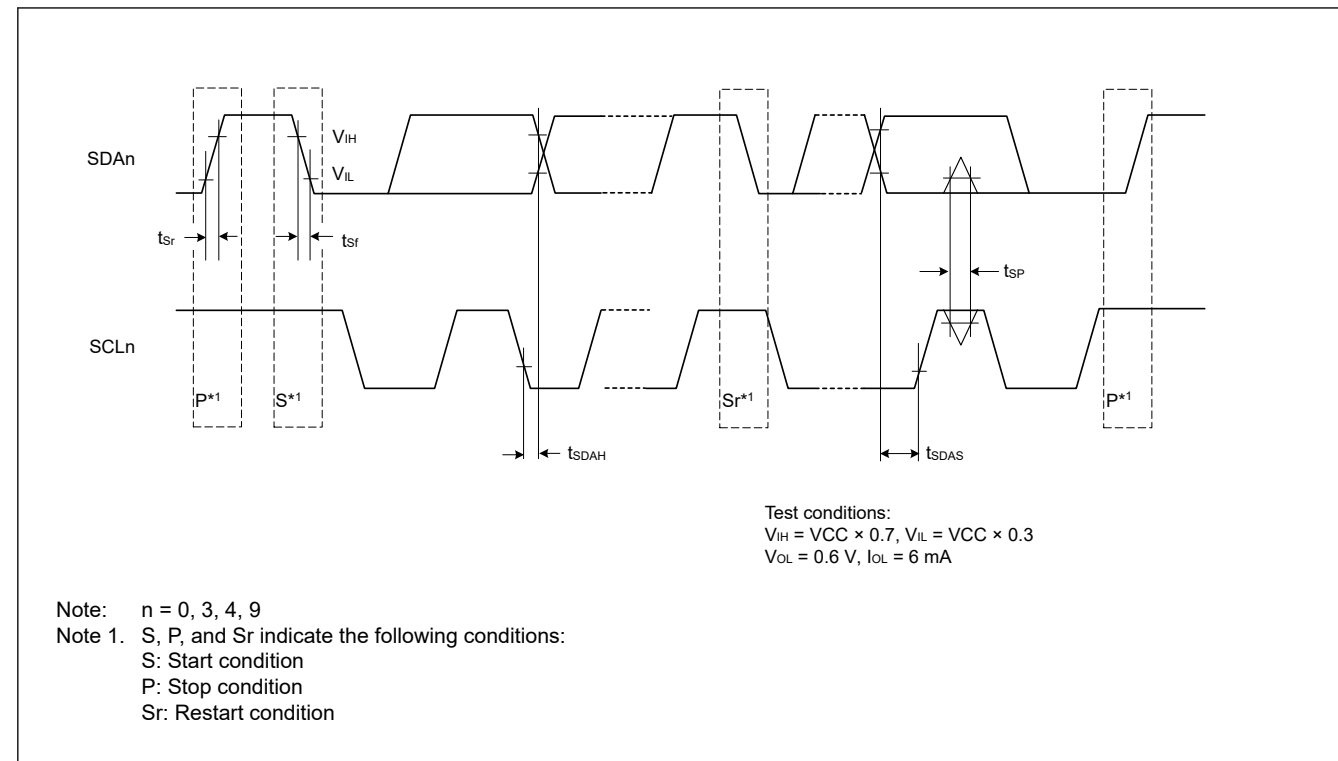 SDAn
VIH
VIL
tSr
tSf
tSP
SCLn
P*1
S*1
Sr*1
P*1
tSDAH
tSDAS
Test conditions:
VIH = VCC × 0.7, VIL = VCC × 0.3
VOL = 0.6 V, IOL = 6 mA
Note: n = 0, 3, 4, 9
Note 1. S, P, and Sr indicate the following conditions:
S: Start condition
P: Stop condition
Sr: Restart condition